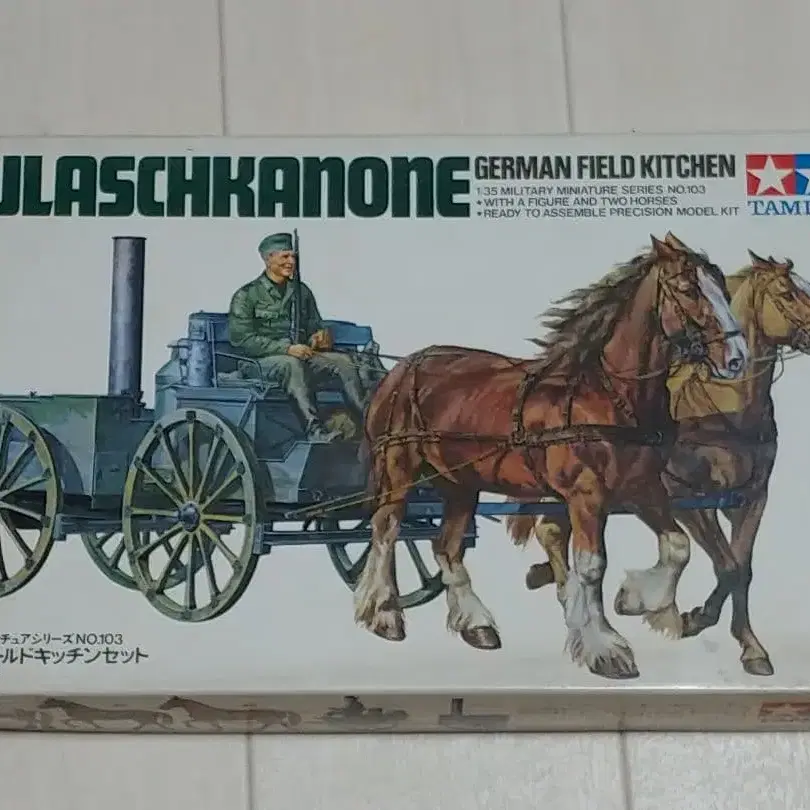 ULASCHKANONE
GERMAN FIELD KITCHEN
1:35 MILITARY MINIATURE SERIES NO.103
• WITH A FIGURE AND TWO HORSES
• READY TO ASSEMBLE PRECISION MODEL KIT
TAMI
チュアシリーズNO.103
ールドキッチンセット